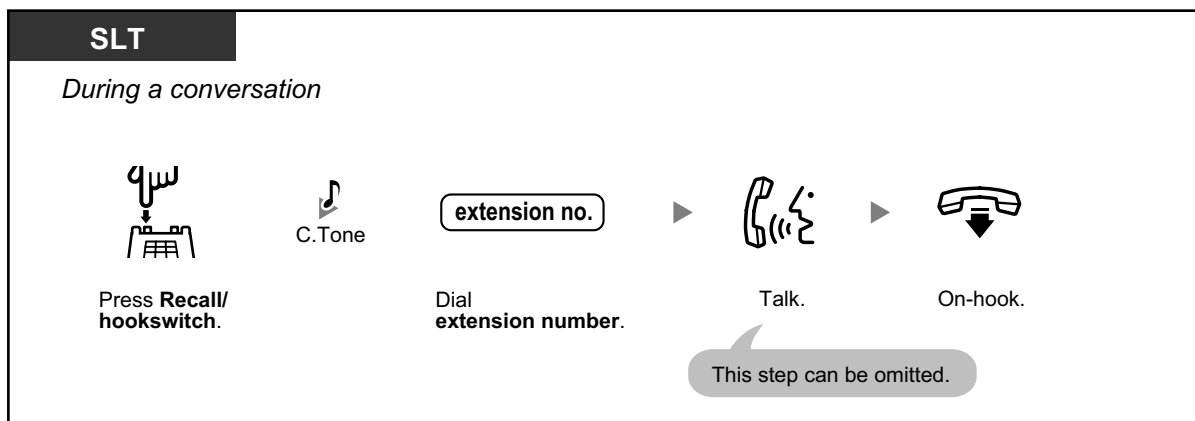 SLT
During a conversation
C.Tone
extension no.
Press Recall/
hookswitch.
Dial
extension number.
Talk.
On-hook.
This step can be omitted.